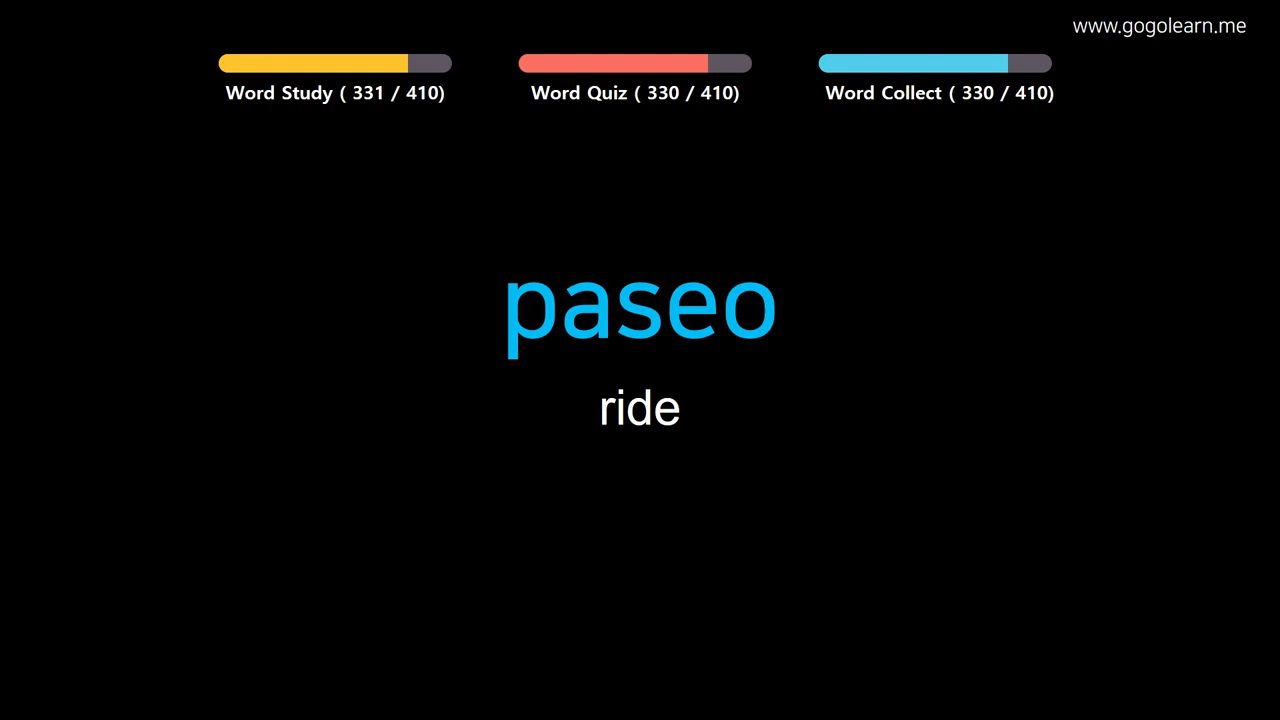 www.gogolearn.me
Word Study ( 331 / 410)
Word Quiz ( 330 / 410)
Word Collect ( 330 / 410)
paseo
ride